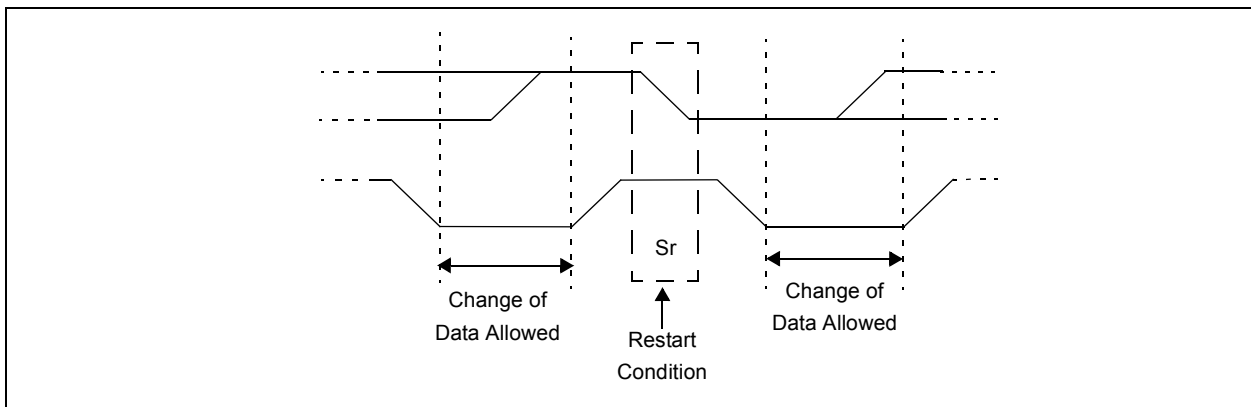 Sr
Change of
Data Allowed
Restart
Condition
Change of
Data Allowed